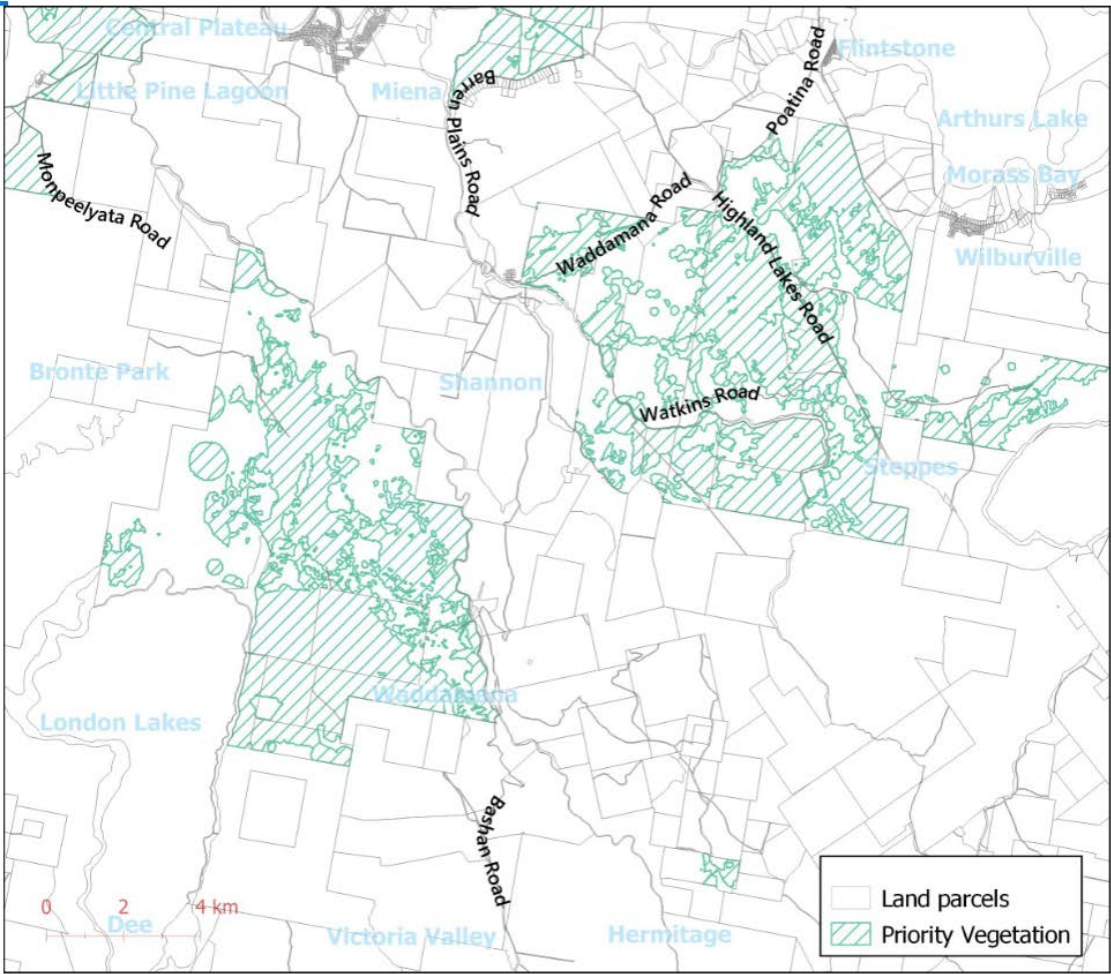 Central Plateau
Flintstone
Little Pine Lagoon
Miena
Barren Plains Road
Poatina Road
Arthurs Lake
Monpeelyata Road
Morass Bay
Waddamana Road
Highland Lakes Road
Wilburville
Bronte Park
Shannon
Watkins Road
Steppes
Waddamana
London Lakes
Bashan Road
0 2 4 km
Dee
Victoria Valley
Hermitage
Land parcels
Priority Vegetation